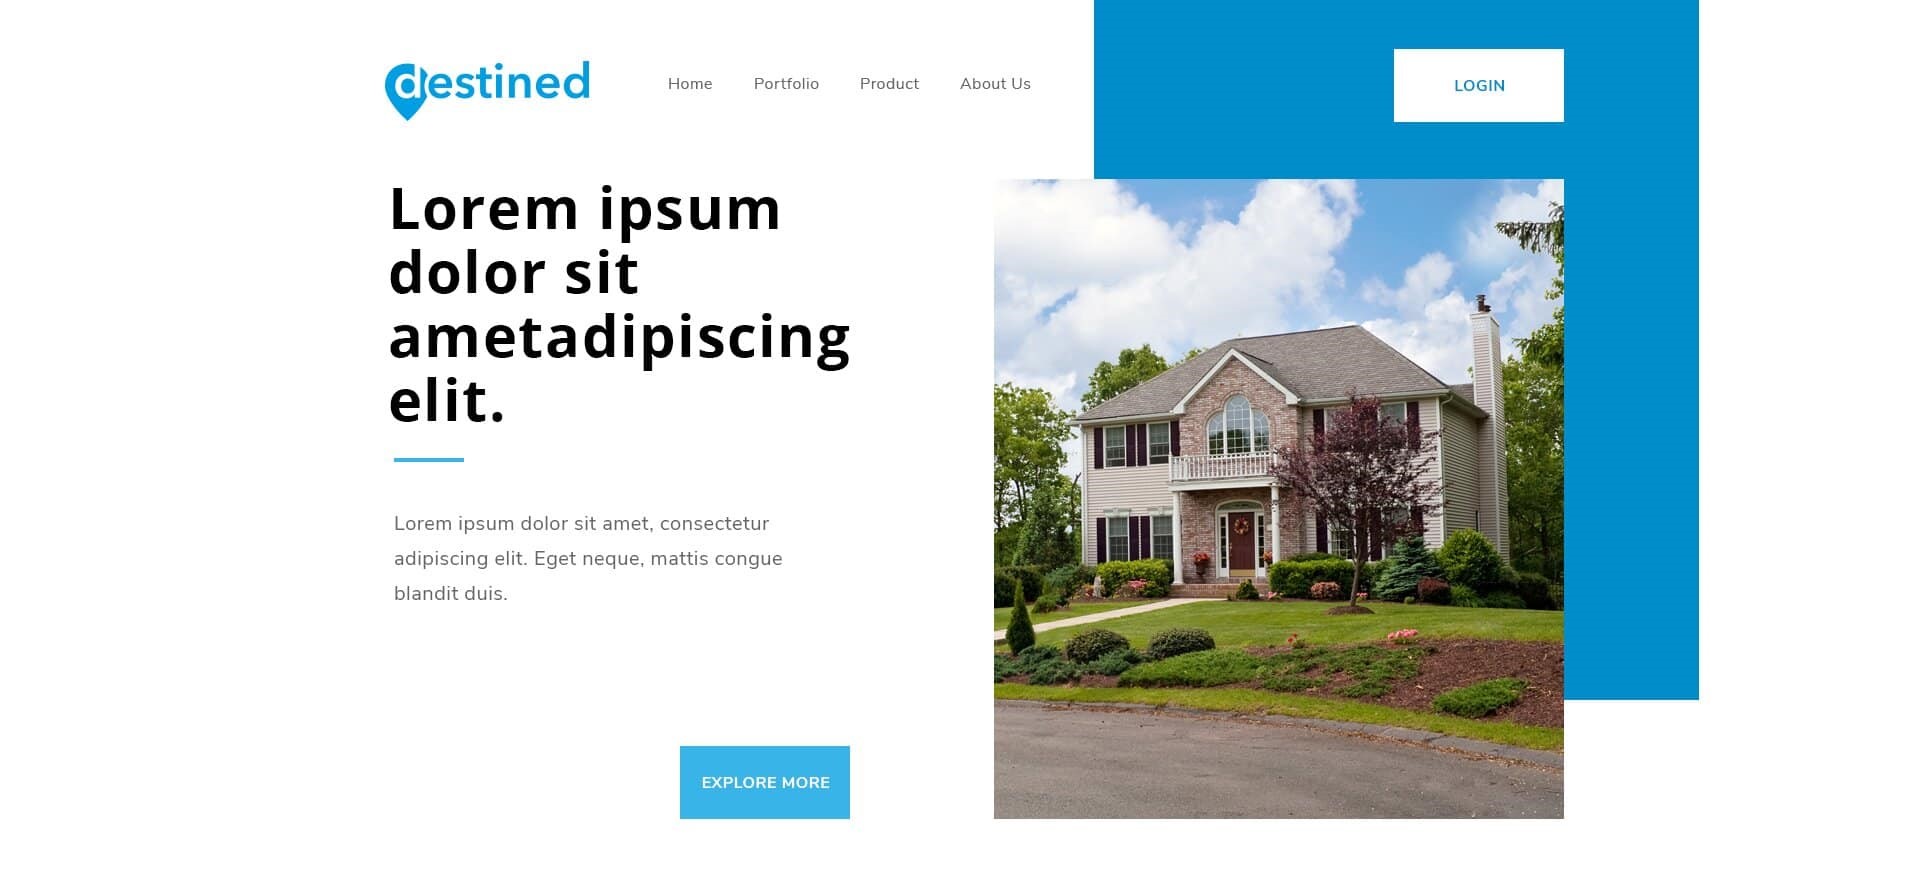 destined
Home
Portfolio
Product
About Us
LOGIN
Lorem ipsum
dolor sit
ametadipiscing
elit.
Lorem ipsum dolor sit amet, consectetur
adipiscing elit. Eget neque, mattis congue
blandit duis.
EXPLORE MORE